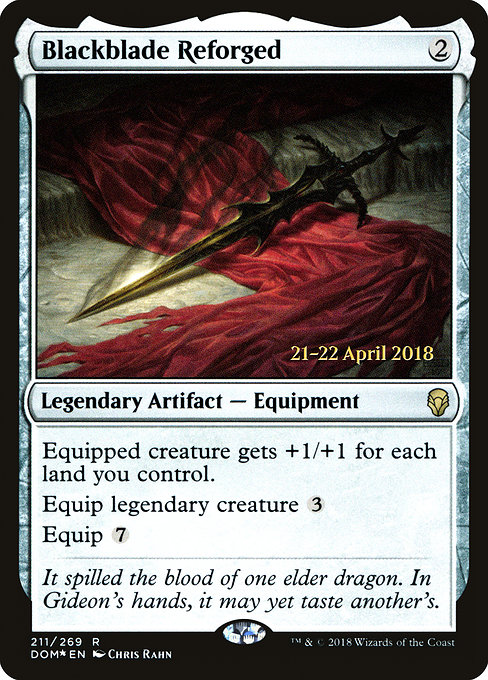 Blackblade Reforged 2
21–22 April 2018
Legendary Artifact — Equipment
Equipped creature gets +1/+1 for each
land you control.
Equip legendary creature 3
Equip 7
It spilled the blood of one elder dragon. In
Gideon's hands, it may yet taste another's.
211/269 R
DOM★EN Chris Rahn
™ & © 2018 Wizards of the Coast